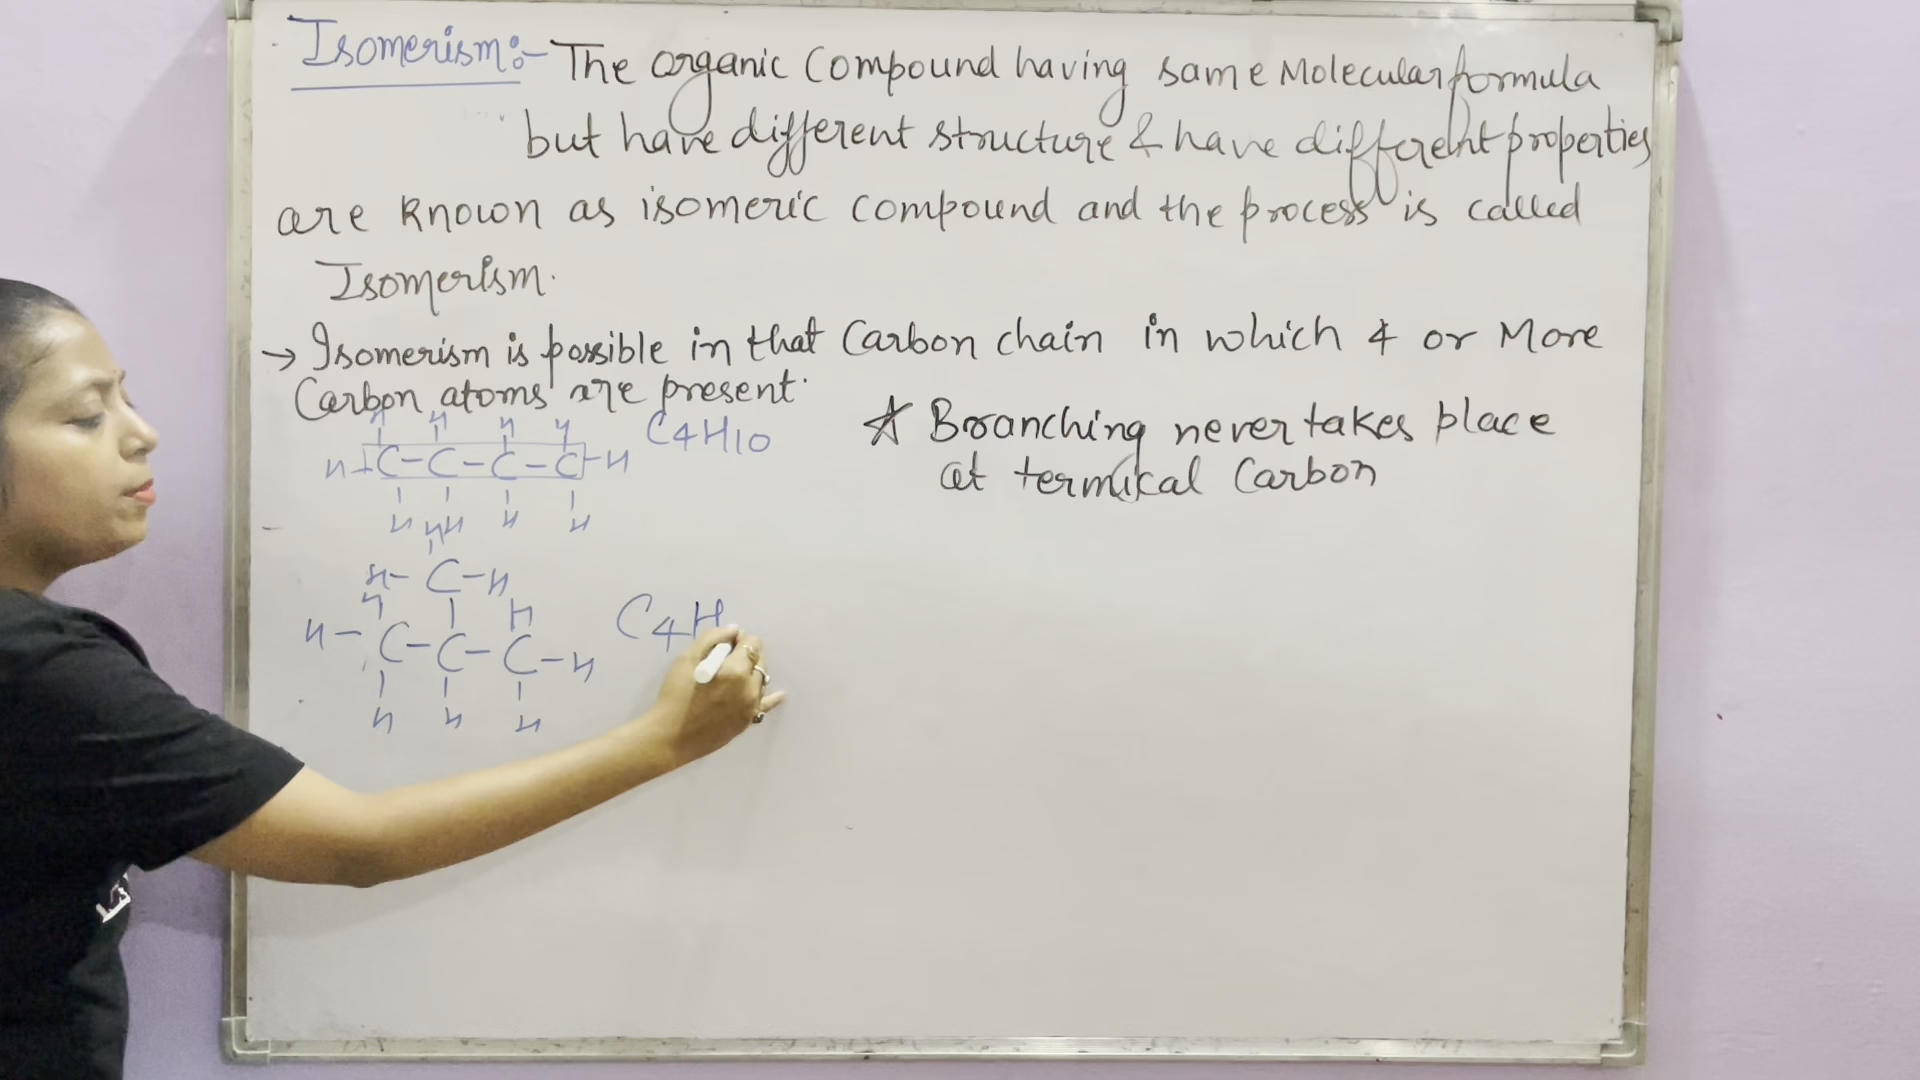 Isomerism:- The organic compound having same Molecular formula
but have different structure & have different properties
are known as isomeric compound and the process is called
Isomerism.
→ Isomerism is possible in that Carbon chain in which 4 or More
Carbon atoms are present.
★ Branching never takes place
at termical Carbon
H H H H
H-C-C-C-C-H C4H10
H H H H
H
H-C-H
H H
H-C-C-C-H C4H
H H H